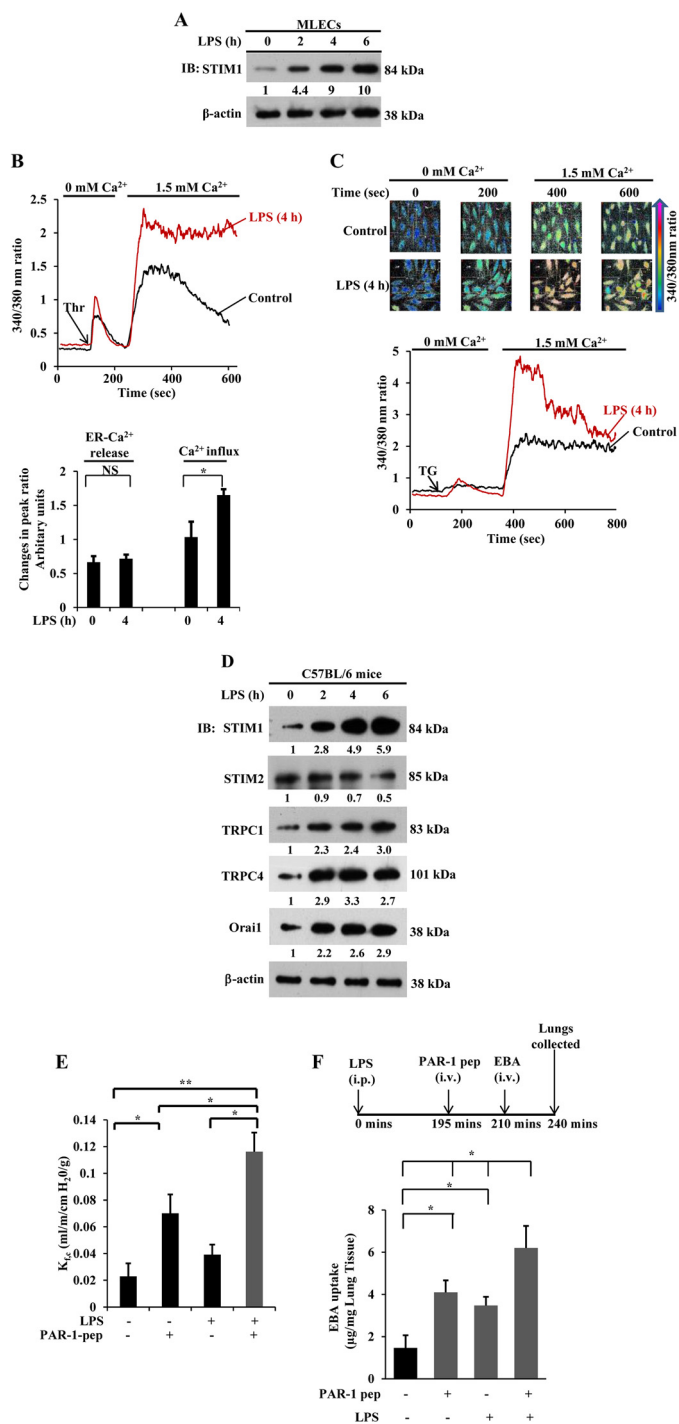 A
MLECs
LPS (h) 0 2 4 6
IB: STIM1 84 kDa
1 4.4 9 10
β-actin 38 kDa
B
0 mM Ca²⁺ 1.5 mM Ca²⁺
340/380 nm ratio
2.5
2
1.5
1
0.5
0
LPS (4 h)
Thr
Control
0 200 400 600
Time (sec)
ER-Ca²⁺
release
Ca²⁺ influx
NS
*
Changes in peak ratio
Arbitary units
2
1.5
1
0.5
0
LPS (h) 0 4 0 4
C
0 mM Ca²⁺ 1.5 mM Ca²⁺
Time (sec) 0 200 400 600
Control
LPS (4 h)
340/380nm ratio
0 mM Ca²⁺ 1.5 mM Ca²⁺
340/380 nm ratio
5
4
3
2
1
0
LPS (4 h)
Control
TG
0 200 400 600 800
Time (sec)
D
C57BL/6 mice
LPS (h) 0 2 4 6
IB: STIM1 84 kDa
1 2.8 4.9 5.9
STIM2 85 kDa
1 0.9 0.7 0.5
TRPC1 83 kDa
1 2.3 2.4 3.0
TRPC4 101 kDa
1 2.9 3.3 2.7
Orai1 38 kDa
1 2.2 2.6 2.9
β-actin 38 kDa
E
**
*
* *
K_f,c (ml/m/cm H₂0/g)
0.14
0.12
0.1
0.08
0.06
0.04
0.02
0
LPS - - + +
PAR-1-pep - + - +
F
Lungs
collected
LPS
(i.p.)
PAR-1 pep
(i.v.)
EBA
(i.v.)
0 mins 195 mins 210 mins 240 mins
*
*
*
EBA uptake
(µg/mg Lung Tissue)
8
6
4
2
0
PAR-1 pep - + - +
LPS - - + +